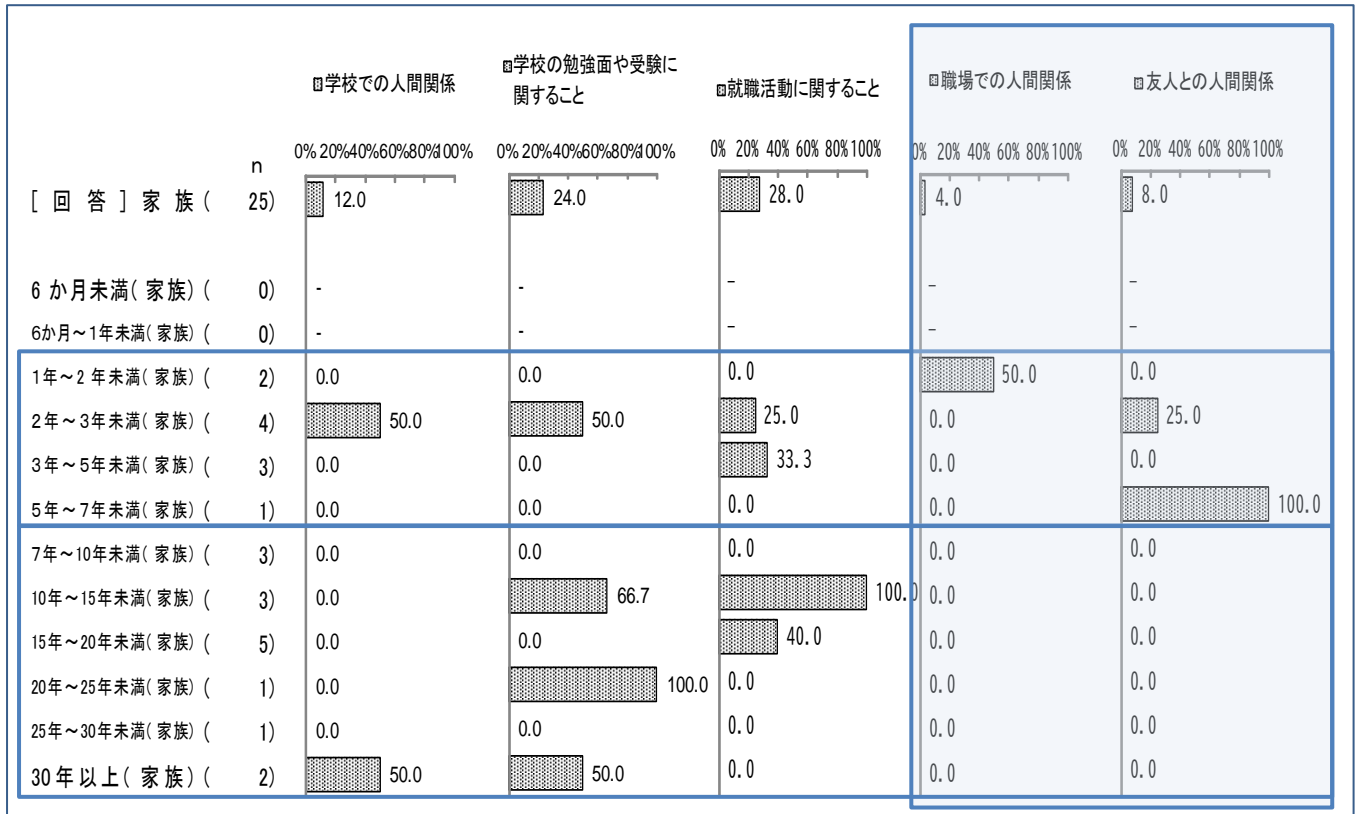 ▨学校での人間関係
▨学校の勉強面や受験に
関すること
▨就職活動に関すること
▨職場での人間関係
▨友人との人間関係
n
0% 20% 40% 60% 80% 100%
0% 20% 40% 60% 80% 100%
0% 20% 40% 60% 80% 100%
0% 20% 40% 60% 80% 100%
0% 20% 40% 60% 80% 100%
[ 回 答 ] 家 族 ( 25) 12.0 24.0 28.0 4.0 8.0
6 か月未満( 家族) ( 0) - - - - -
6か月～1年未満( 家族) ( 0) - - - - -
1年～2 年未満( 家族) ( 2) 0.0 0.0 0.0 50.0 0.0
2年～3年未満( 家族) ( 4) 50.0 50.0 25.0 0.0 25.0
3年～5年未満( 家族) ( 3) 0.0 0.0 33.3 0.0 0.0
5年～7年未満( 家族) ( 1) 0.0 0.0 0.0 0.0 100.0
7年～10年未満( 家族) ( 3) 0.0 0.0 0.0 0.0 0.0
10年～15年未満( 家族) ( 3) 0.0 66.7 100.0 0.0 0.0
15年～20年未満( 家族) ( 5) 0.0 0.0 40.0 0.0 0.0
20年～25年未満( 家族) ( 1) 0.0 100.0 0.0 0.0 0.0
25年～30年未満( 家族) ( 1) 0.0 0.0 0.0 0.0 0.0
30年以上( 家族) ( 2) 50.0 50.0 0.0 0.0 0.0